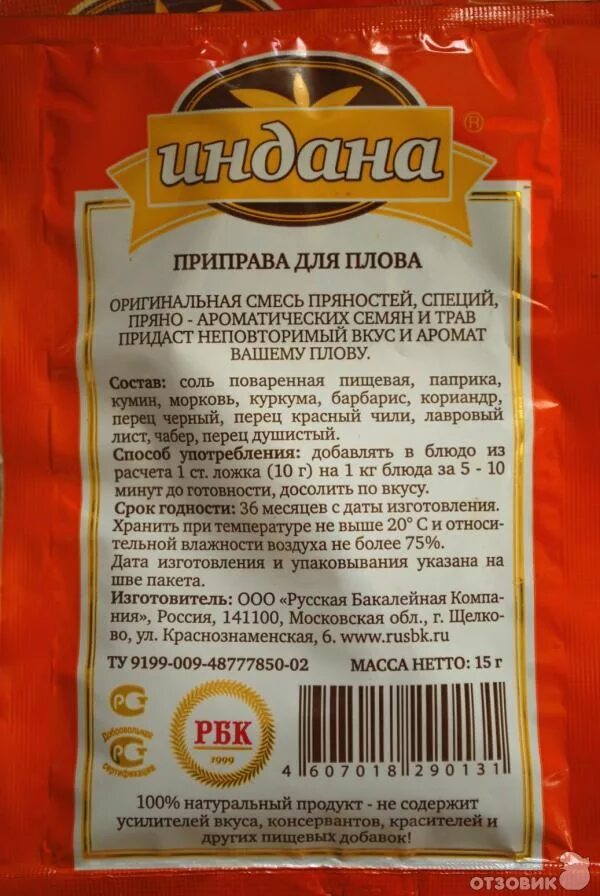 индана ®
ПРИПРАВА ДЛЯ ПЛОВА
ОРИГИНАЛЬНАЯ СМЕСЬ ПРЯНОСТЕЙ, СПЕЦИЙ,
ПРЯНО - АРОМАТИЧЕСКИХ СЕМЯН И ТРАВ
ПРИДАСТ НЕПОВТОРИМЫЙ ВКУС И АРОМАТ
ВАШЕМУ ПЛОВУ.
Состав: соль поваренная пищевая, паприка,
кумин, морковь, куркума, барбарис, кориандр,
перец черный, перец красный чили, лавровый
лист, чабер, перец душистый.
Способ употребления: добавлять в блюдо из
расчета 1 ст. ложка (10 г) на 1 кг блюда за 5 - 10
минут до готовности, досолить по вкусу.
Срок годности: 36 месяцев с даты изготовления.
Хранить при температуре не выше 20° С и относи-
тельной влажности воздуха не более 75%.
Дата изготовления и упаковывания указана на
шве пакета.
Изготовитель: ООО «Русская Бакалейная Компа-
ния», Россия, 141100, Московская обл., г. Щелко-
во, ул. Краснознаменская, 6. www.rusbk.ru
ТУ 9199-009-48777850-02 МАССА НЕТТО: 15 г
Добровольная
сертификация
РБК
1999
4 607018 290131
100% натуральный продукт - не содержит
усилителей вкуса, консервантов, красителей и
других пищевых добавок!
ОТЗОВИК